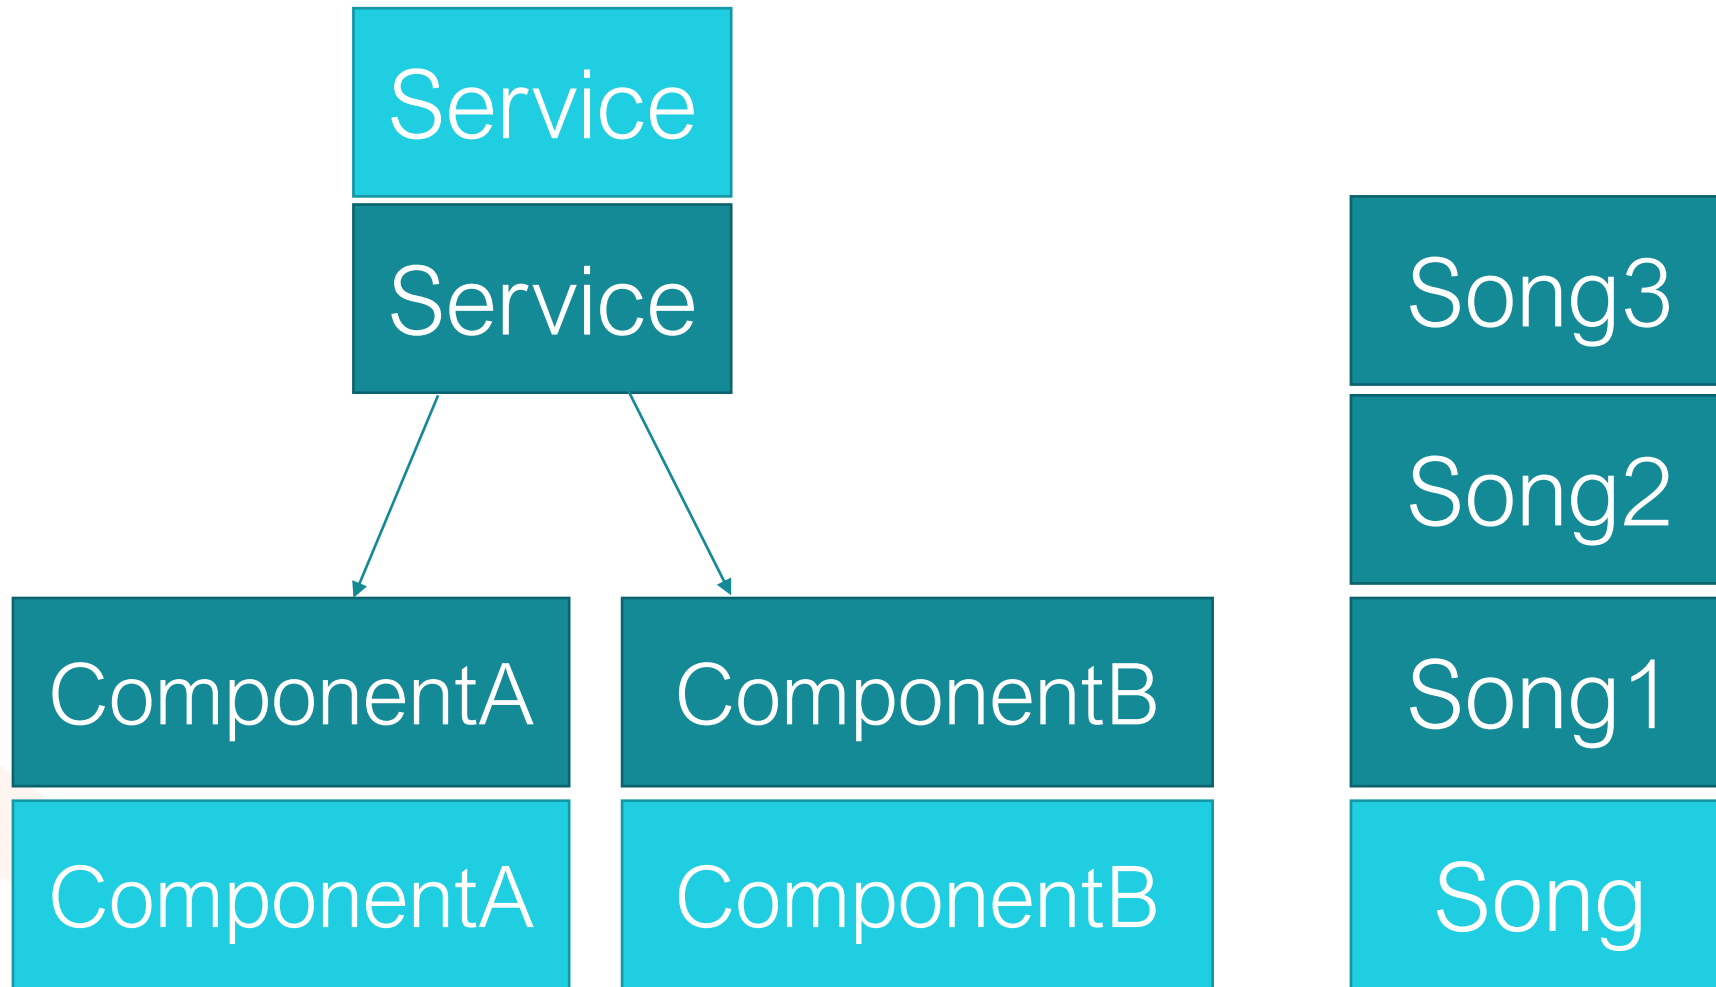 Service
Service
Song3
Song2
ComponentA
ComponentB
Song1
ComponentA
ComponentB
Song